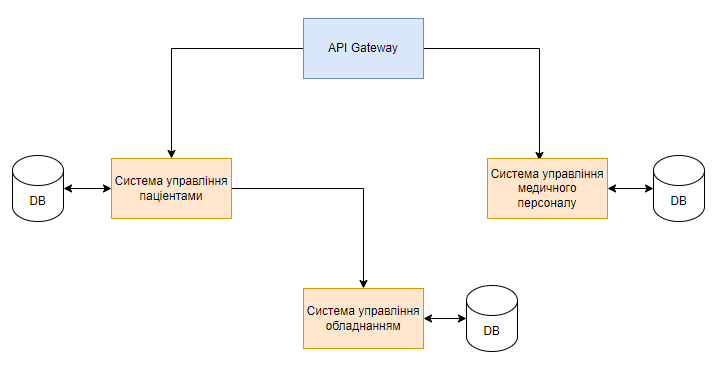 API Gateway
Система управління
пацієнтами
DB
Система управління
медичного
персоналу
DB
Система управління
обладнанням
DB